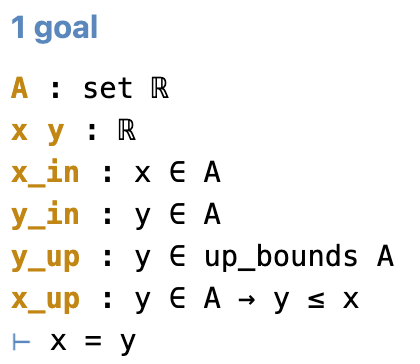 1 goal
A : set ℝ
x y : ℝ
x_in : x ∈ A
y_in : y ∈ A
y_up : y ∈ up_bounds A
x_up : y ∈ A → y ≤ x
⊢ x = y